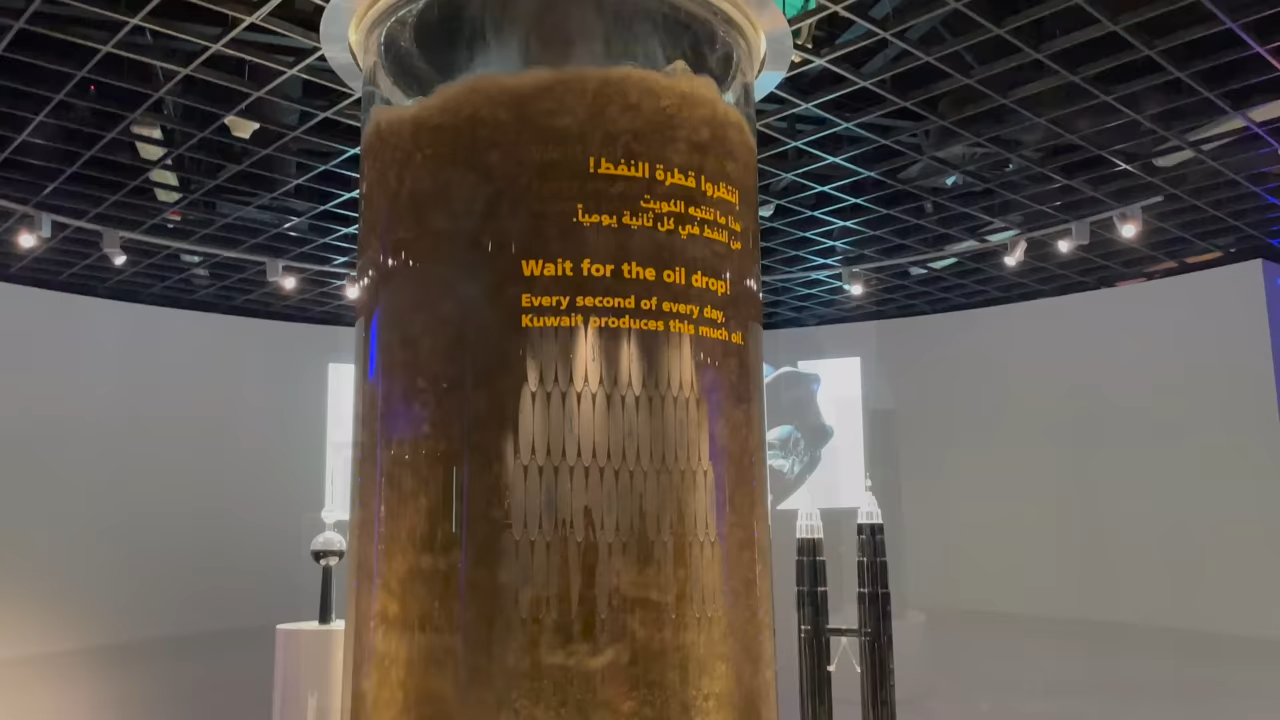 إنتظروا قطرة النفط!
هذا ما تنتجه الكويت
من النفط في كل ثانية يومياً.
Wait for the oil drop!
Every second of every day,
Kuwait produces this much oil.